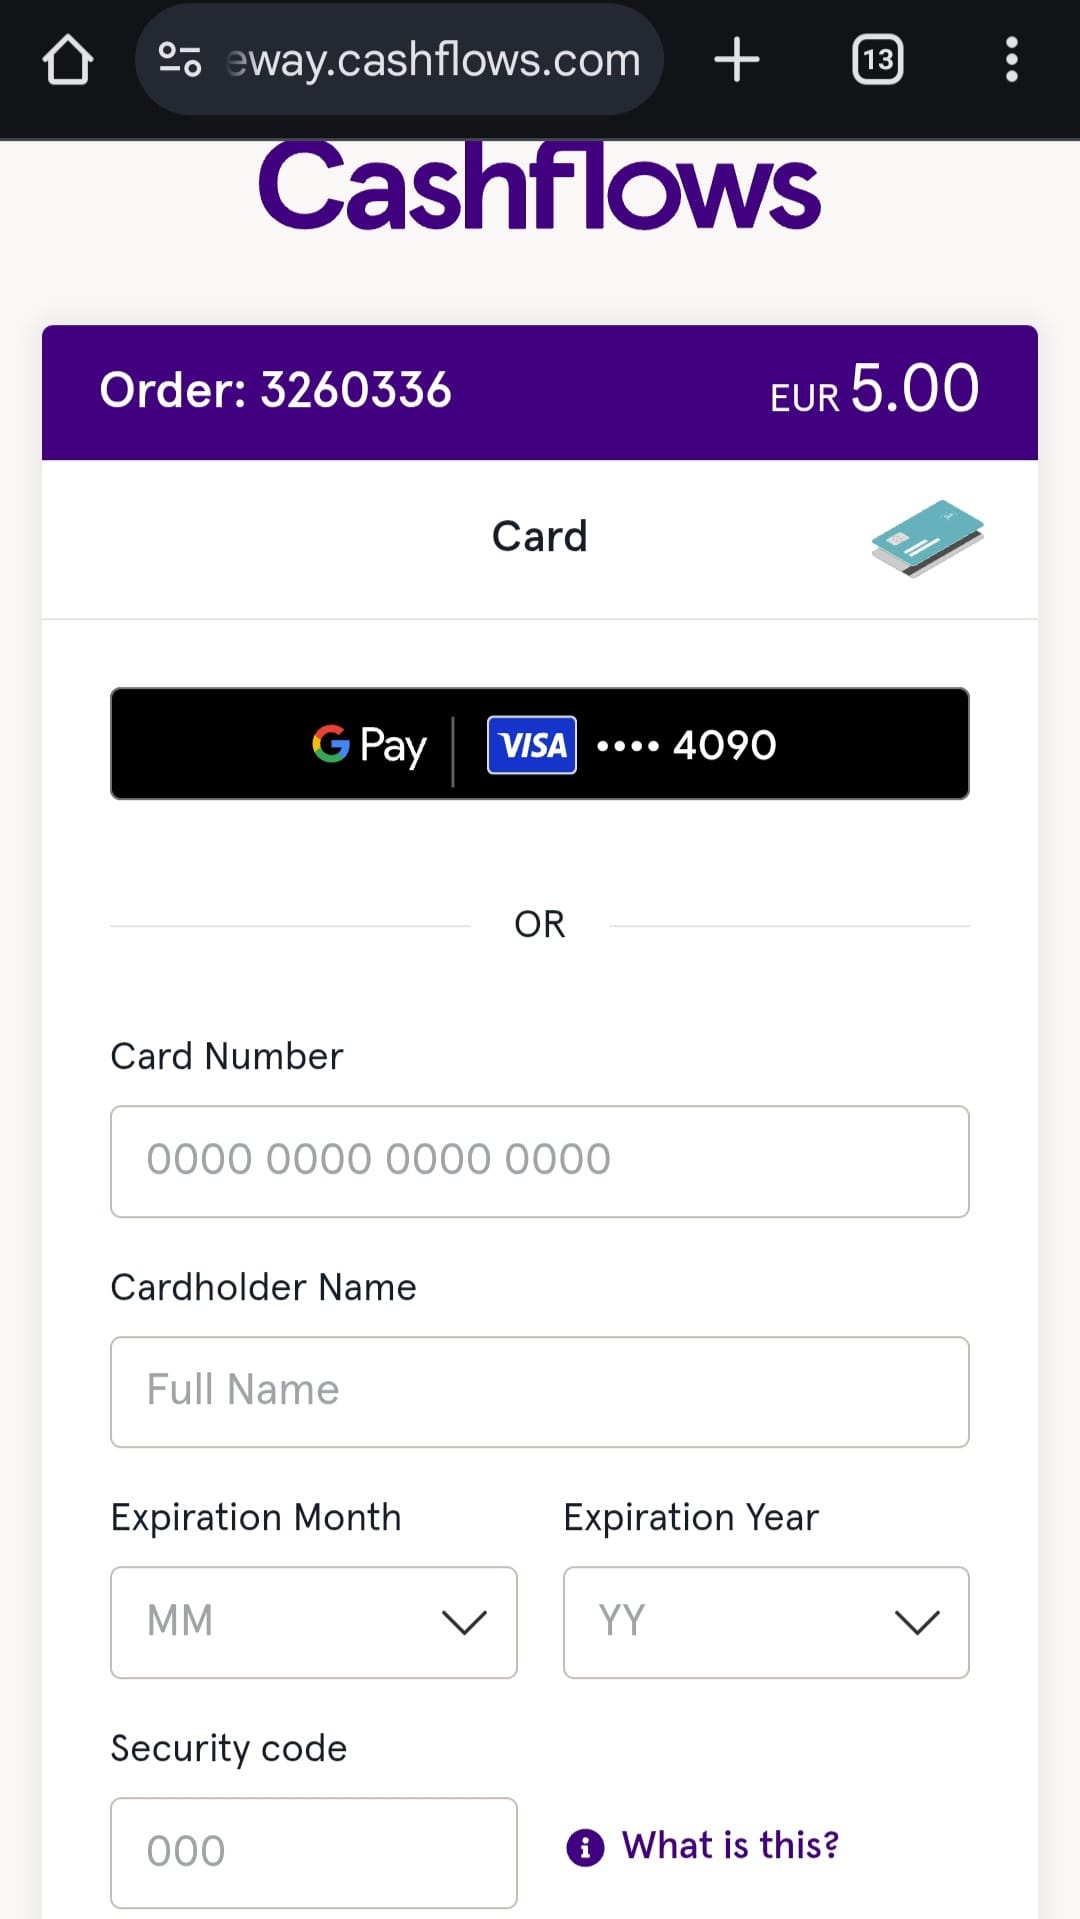 eway.cashflows.com
13
Cashflows
Order: 3260336
EUR 5.00
Card
G Pay | VISA •••• 4090
OR
Card Number
0000 0000 0000 0000
Cardholder Name
Full Name
Expiration Month
Expiration Year
MM
YY
Security code
000
What is this?